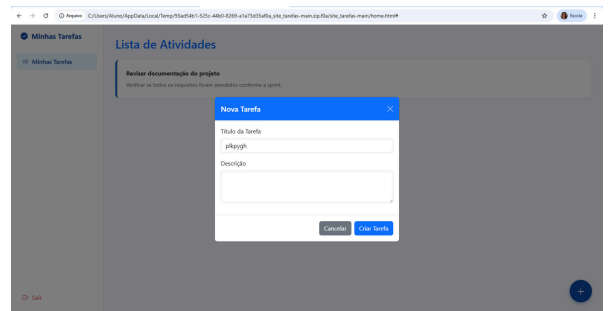 Arquivo C:/Users/Aluno/AppData/Local/Temp/93ad54b1-525c-44b0-8269-a1a73d35af0a_site_tarefas-main.zip.f0a/site_tarefas-main/home.html# Escola
Minhas Tarefas
Minhas Tarefas
Lista de Atividades
Revisar documentação do projeto
Verificar se todos os requisitos foram atendidos conforme a sprint.
Nova Tarefa
Título da Tarefa
plkpygh
Descrição
Cancelar Criar Tarefa
Sair